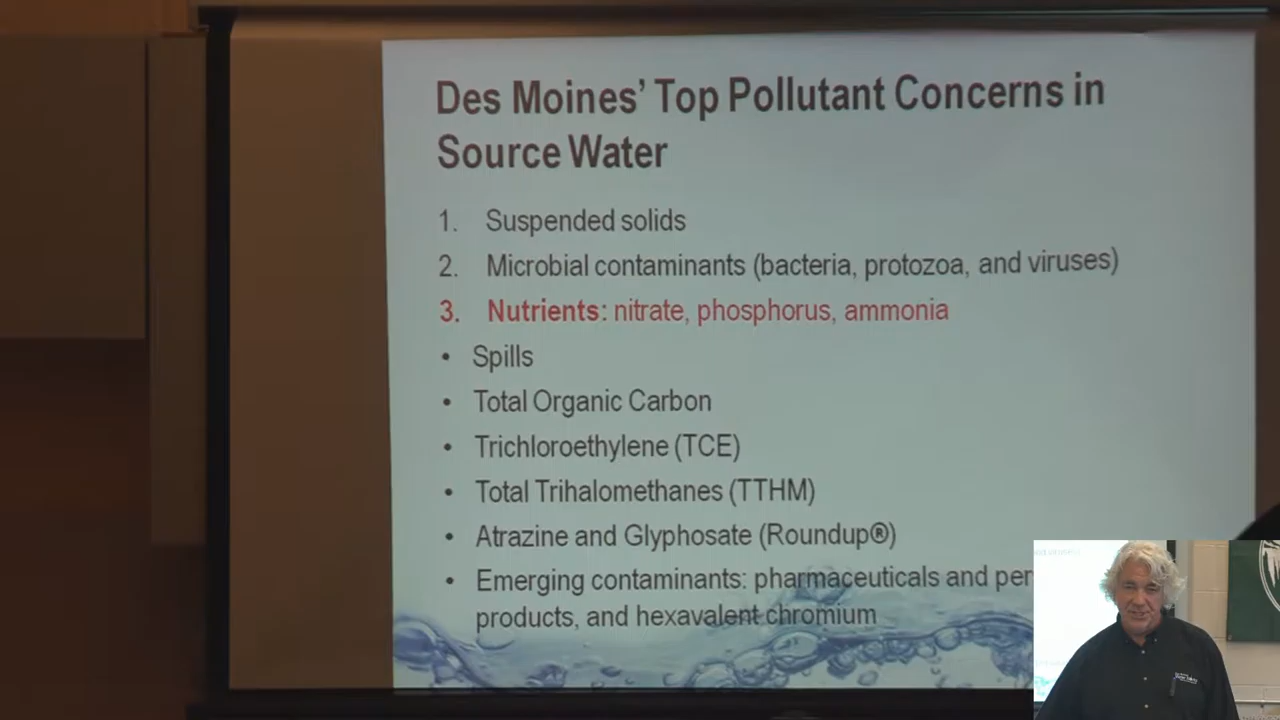 Des Moines' Top Pollutant Concerns in
Source Water
1. Suspended solids
2. Microbial contaminants (bacteria, protozoa, and viruses)
3. Nutrients: nitrate, phosphorus, ammonia
• Spills
• Total Organic Carbon
• Trichloroethylene (TCE)
• Total Trihalomethanes (TTHM)
• Atrazine and Glyphosate (Roundup®)
• Emerging contaminants: pharmaceuticals and per
products, and hexavalent chromium